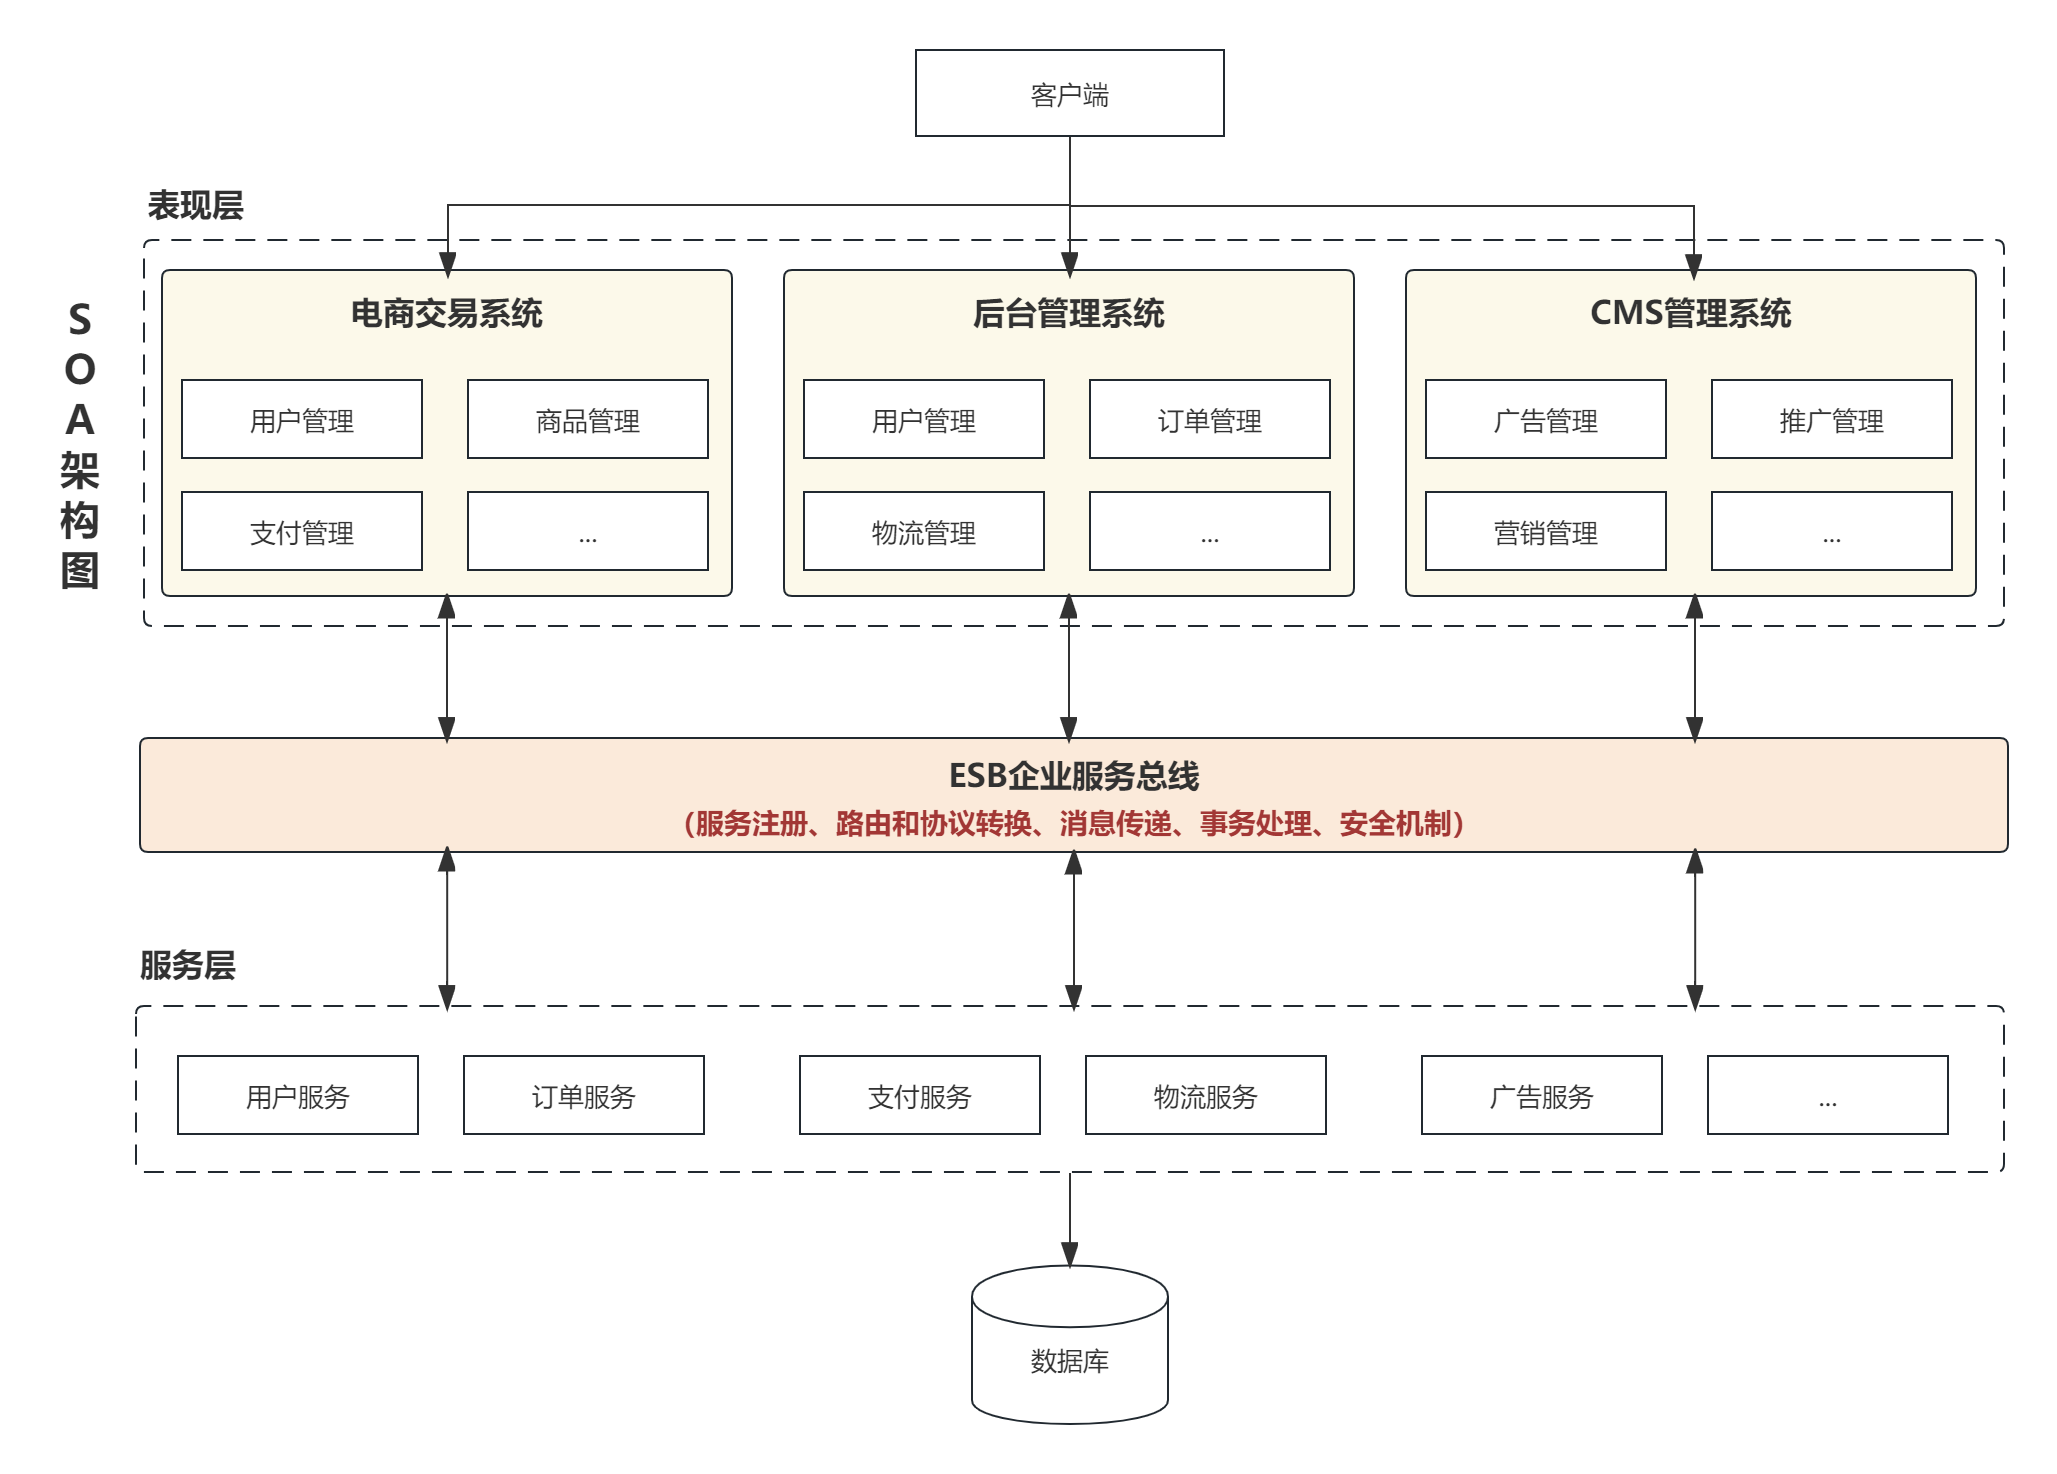 客户端
表现层
SOA架构图
电商交易系统
用户管理
商品管理
支付管理
...
后台管理系统
用户管理
订单管理
物流管理
...
CMS管理系统
广告管理
推广管理
营销管理
...
ESB企业服务总线
（服务注册、路由和协议转换、消息传递、事务处理、安全机制）
服务层
用户服务
订单服务
支付服务
物流服务
广告服务
...
数据库